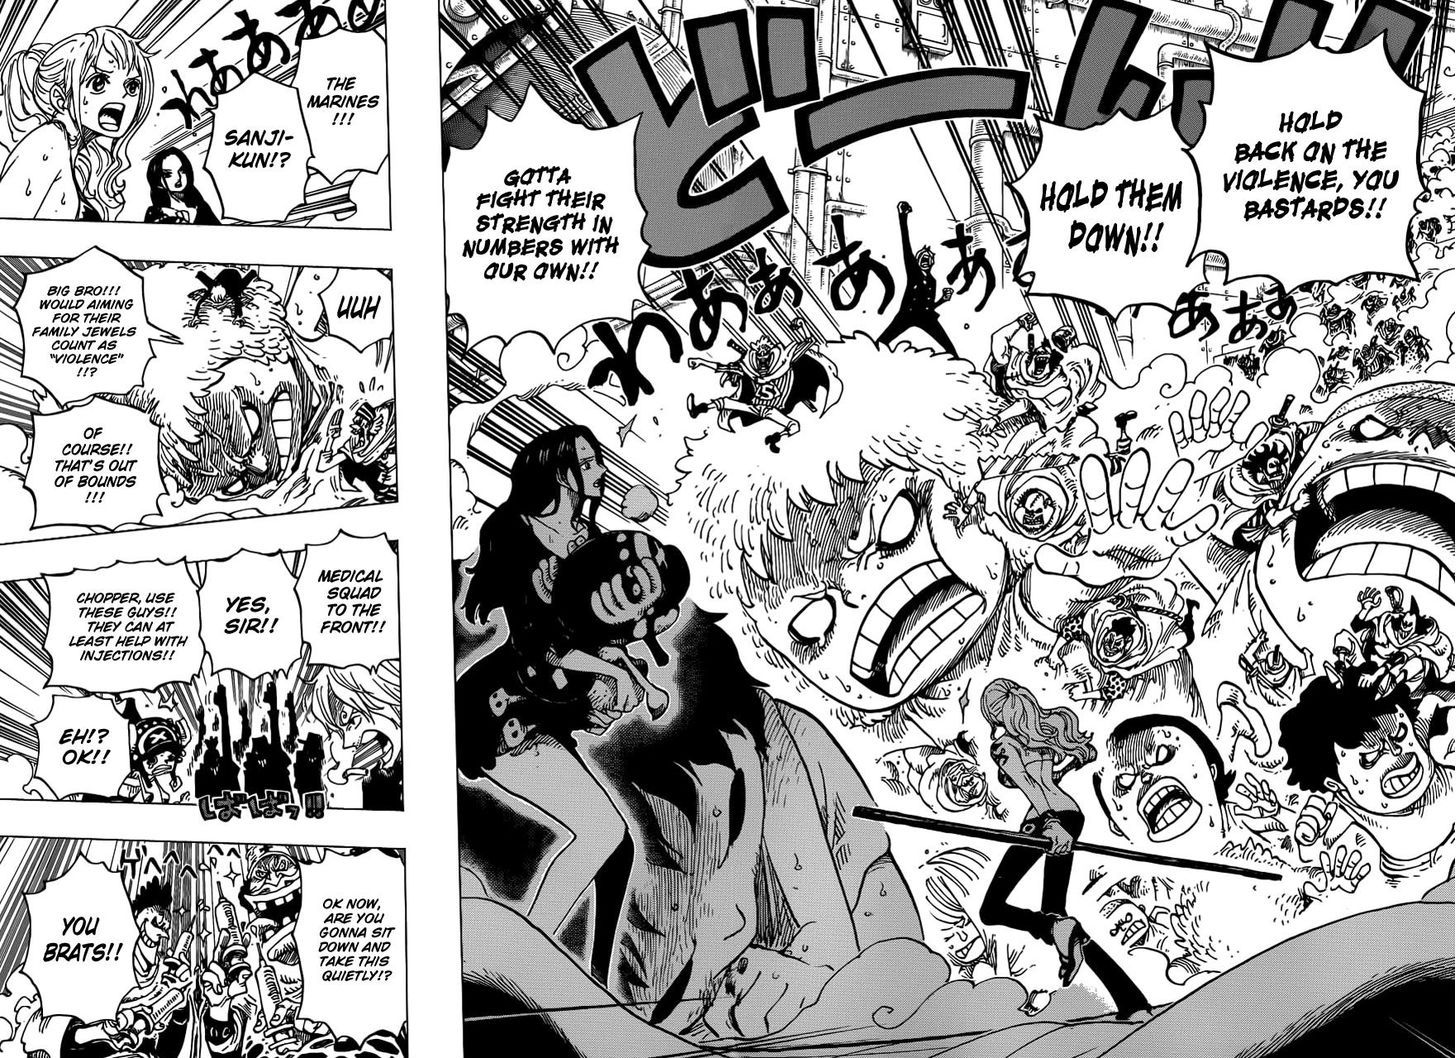 HOLD
BACK ON THE
VIOLENCE, YOU
BASTARDS!!
HOLD THEM
DOWN!!
GOTTA
FIGHT THEIR
STRENGTH IN
NUMBERS WITH
OUR OWN!!
ドーん
わああああ
あああ
THE
MARINES
!!!
SANJI-
KUN!?
わあああ
UUH
BIG BRO!!!
WOULD AIMING
FOR THEIR
FAMILY JEWELS
COUNT AS
"VIOLENCE"
!!?
OF
COURSE!!
THAT'S OUT
OF BOUNDS
!!!
MEDICAL
SQUAD
TO THE
FRONT!!
YES,
SIR!!
CHOPPER, USE
THESE GUYS!!
THEY CAN AT
LEAST HELP WITH
INJECTIONS!!
EH!?
OK!!
ばばっ!!
OK NOW,
ARE YOU
GONNA SIT
DOWN AND
TAKE THIS
QUIETLY!?
YOU
BRATS!!